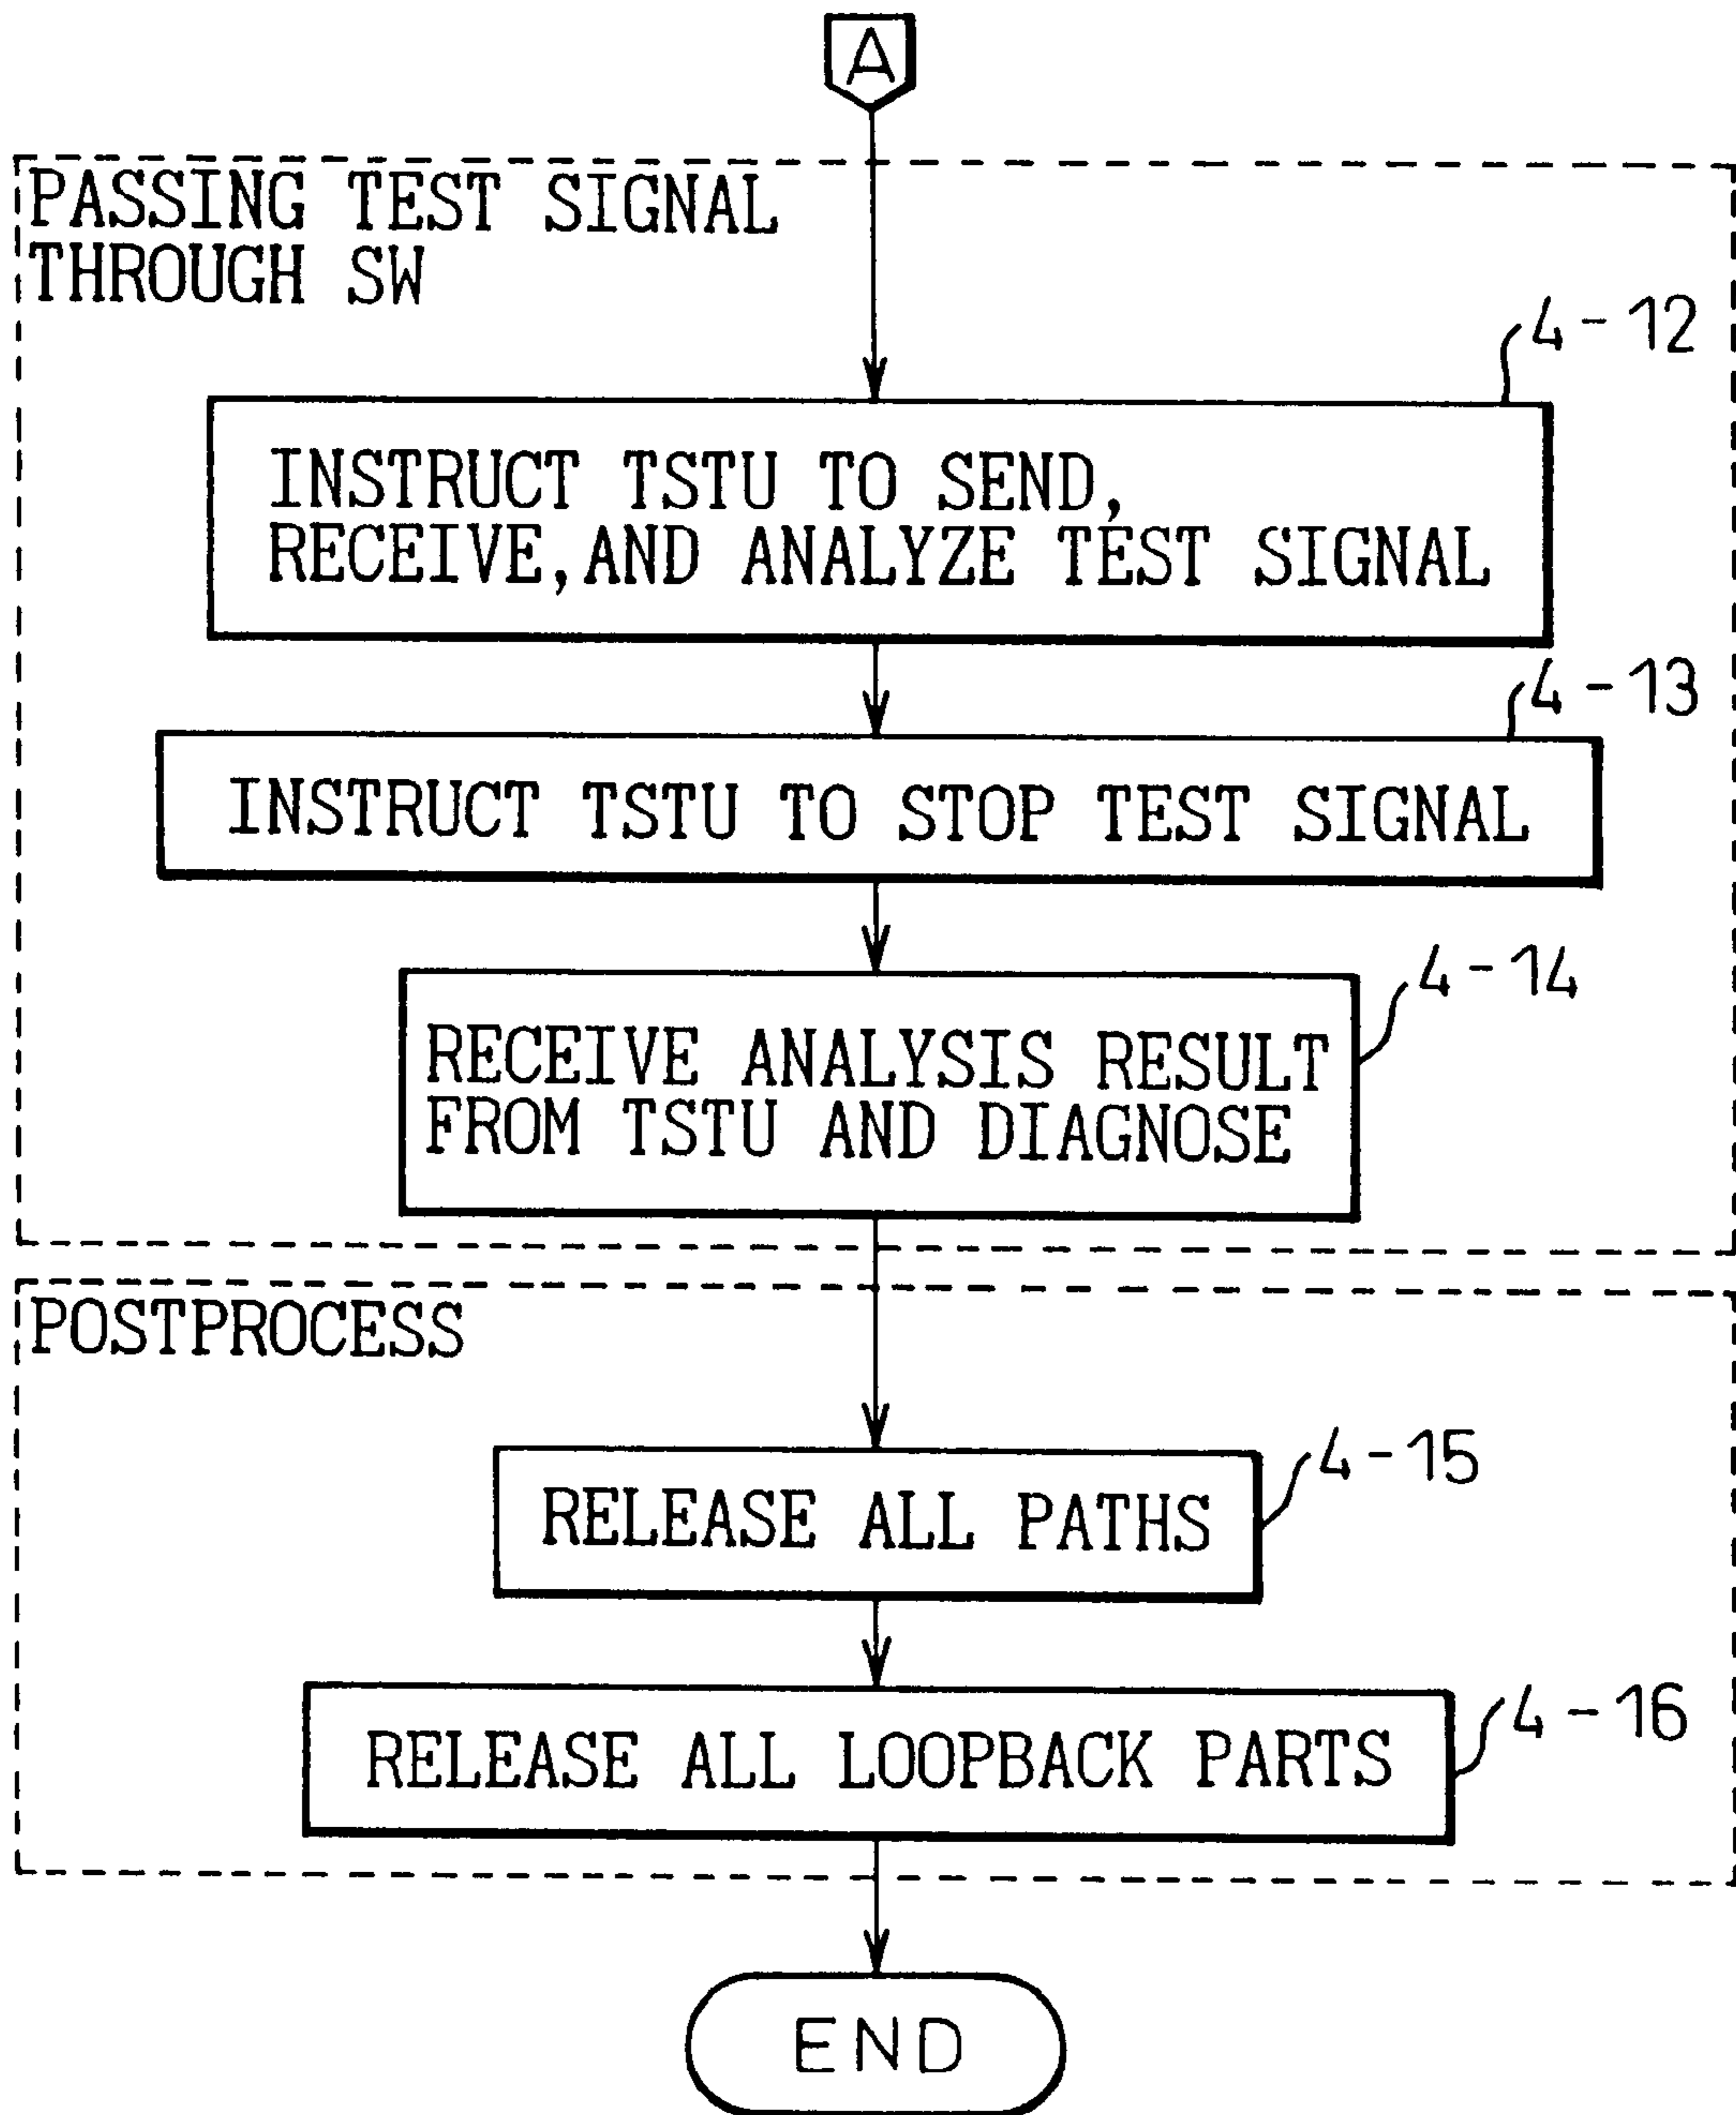 A
PASSING TEST SIGNAL
THROUGH SW
4-12
INSTRUCT TSTU TO SEND,
RECEIVE, AND ANALYZE TEST SIGNAL
4-13
INSTRUCT TSTU TO STOP TEST SIGNAL
4-14
RECEIVE ANALYSIS RESULT
FROM TSTU AND DIAGNOSE
POSTPROCESS
4-15
RELEASE ALL PATHS
4-16
RELEASE ALL LOOPBACK PARTS
END